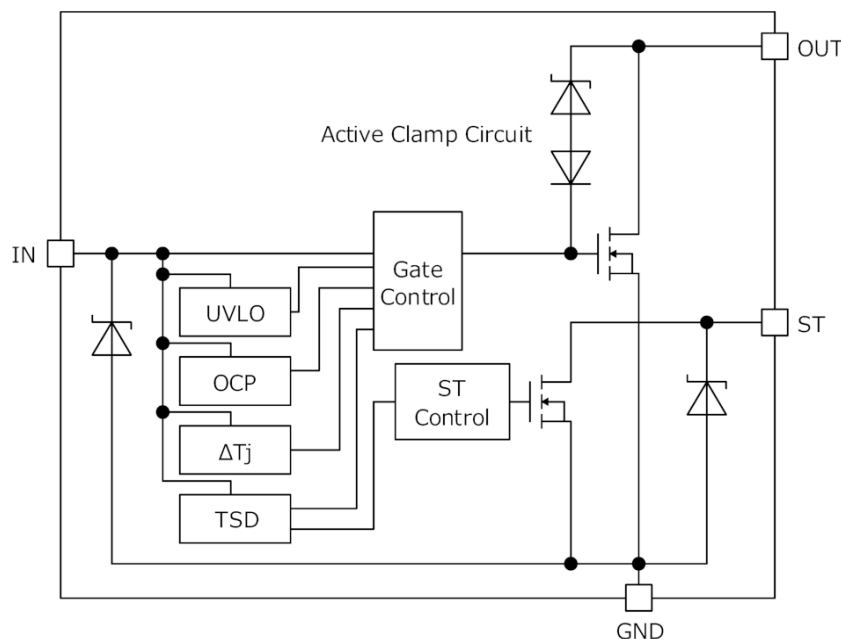 OUT
Active Clamp Circuit
IN
Gate
Control
UVLO
ST
OCP
ST
Control
ΔTj
TSD
GND